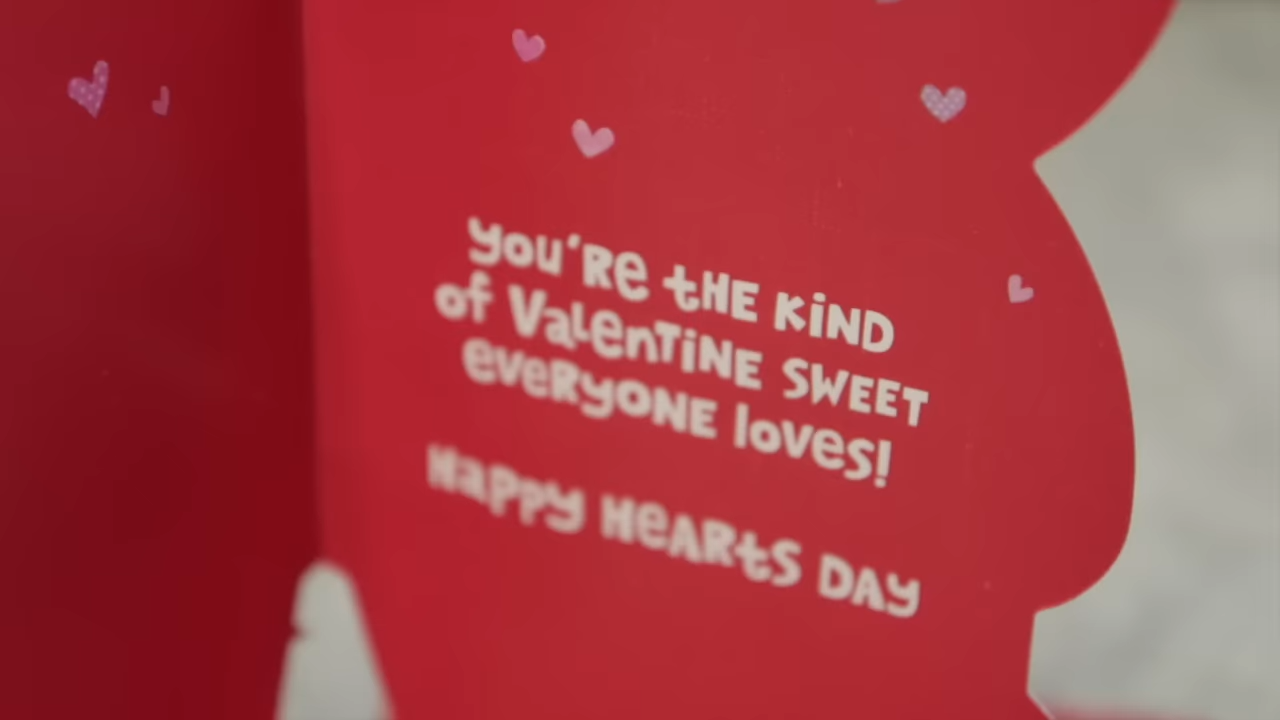 you're the kind
of Valentine sweet
everyone loves!
Happy Hearts Day